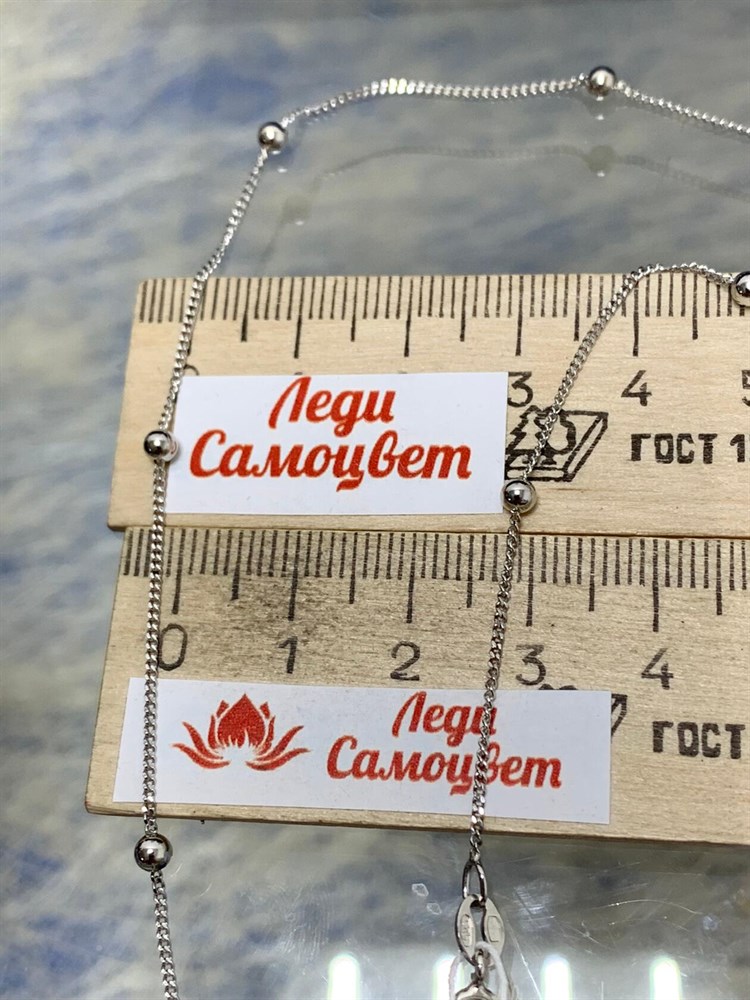 3 4 5
Леди
Самоцвет
ГОСТ 1
0 1 2 3 4
Леди
Самоцвет
ГОСТ